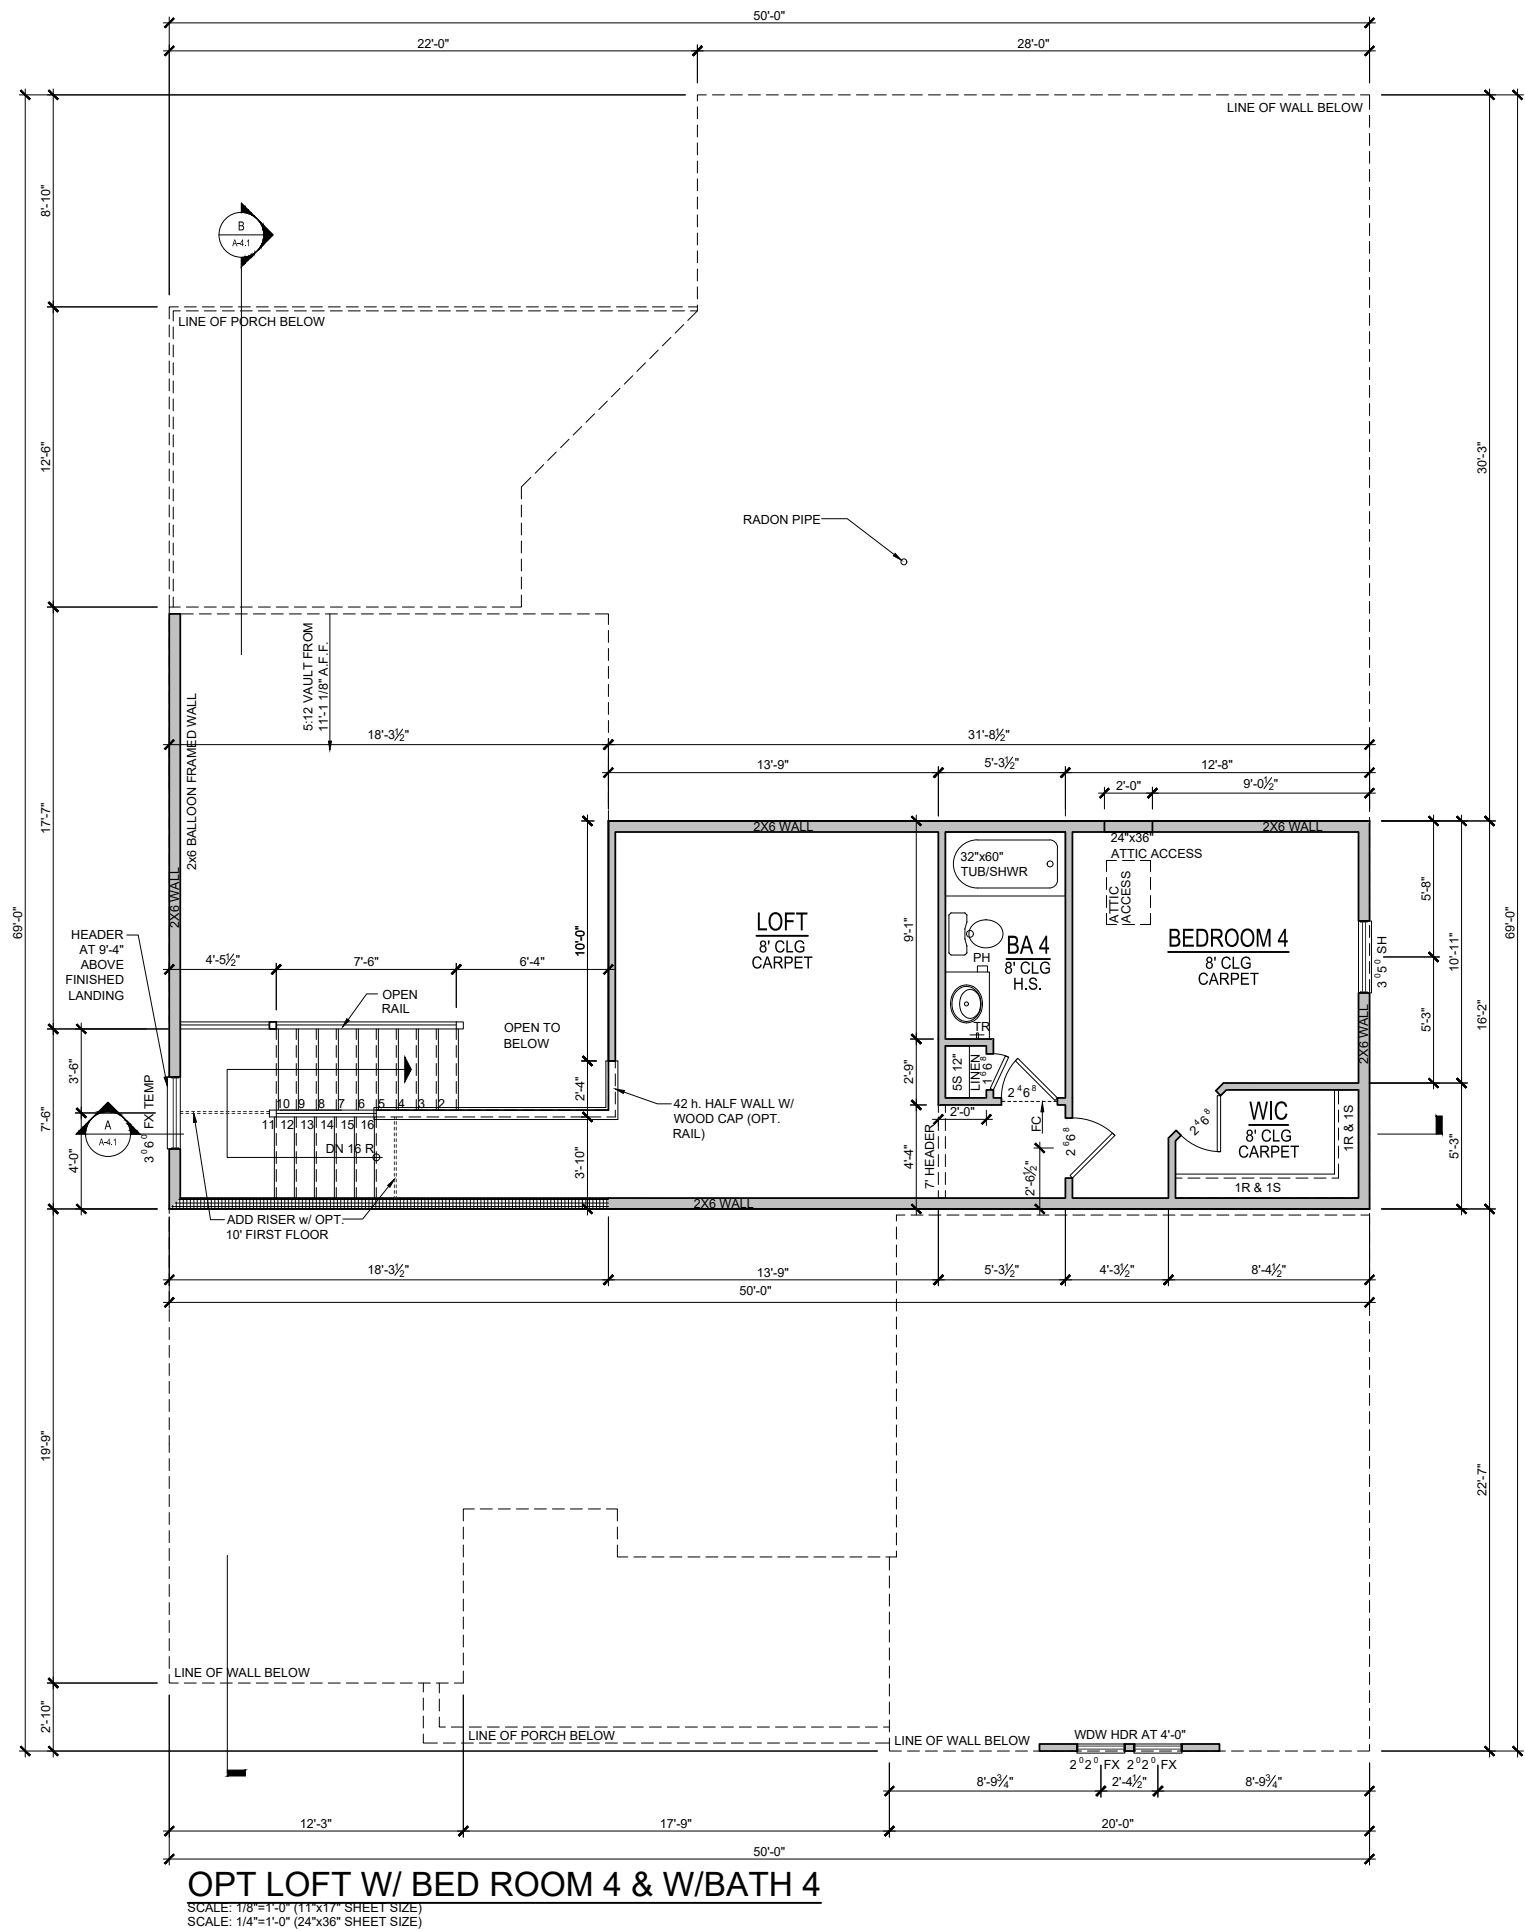 50'-0"
22'-0"
28'-0"
LINE OF WALL BELOW
8'-10"
B
A-4.1
LINE OF PORCH BELOW
12'-6"
30'-3"
RADON PIPE
5:12 VAULT FROM
11'-1 1/8" A.F.F.
2x6 BALLOON FRAMED WALL
2X6 WALL
18'-3½"
31'-8½"
13'-9"
5'-3½"
12'-8"
2'-0"
9'-0½"
17'-7"
69'-0"
69'-0"
2X6 WALL
2X6 WALL
24"x36"
ATTIC ACCESS
ATTIC
ACCESS
32"x60"
TUB/SHWR
LOFT
8' CLG
CARPET
BA 4
8' CLG
H.S.
PH
TR
BEDROOM 4
8' CLG
CARPET
10'-0"
9'-1"
5'-8"
10'-11"
16'-2"
5'-3"
3⁰5⁰ SH
2X6 WALL
HEADER
AT 9'-4"
ABOVE
FINISHED
LANDING
4'-5½"
7'-6"
6'-4"
OPEN
RAIL
OPEN TO
BELOW
3'-6"
7'-6"
4'-0"
A
A-4.1
3⁰6⁰ FX TEMP
10 9 8 7 6 5 4 3 2
11 12 13 14 15 16
DN 16 R
2'-4"
3'-10"
42 h. HALF WALL W/
WOOD CAP (OPT.
RAIL)
2'-9"
5S 12"
LINEN
1⁶6⁸
2⁴6⁸
2'-0"
FC
7' HEADER
4'-4"
2'-6½"
2⁶6⁸
2⁴6⁸
WIC
8' CLG
CARPET
1R & 1S
1R & 1S
5'-3"
2X6 WALL
ADD RISER w/ OPT.
10' FIRST FLOOR
18'-3½"
13'-9"
5'-3½"
4'-3½"
8'-4½"
50'-0"
19'-9"
22'-7"
LINE OF WALL BELOW
2'-10"
LINE OF PORCH BELOW
LINE OF WALL BELOW
WDW HDR AT 4'-0"
2⁰2⁰ FX 2⁰2⁰ FX
8'-9¾"
2'-4½"
8'-9¾"
12'-3"
17'-9"
20'-0"
50'-0"
OPT LOFT W/ BED ROOM 4 & W/BATH 4
SCALE: 1/8"=1'-0" (11"x17" SHEET SIZE)
SCALE: 1/4"=1'-0" (24"x36" SHEET SIZE)